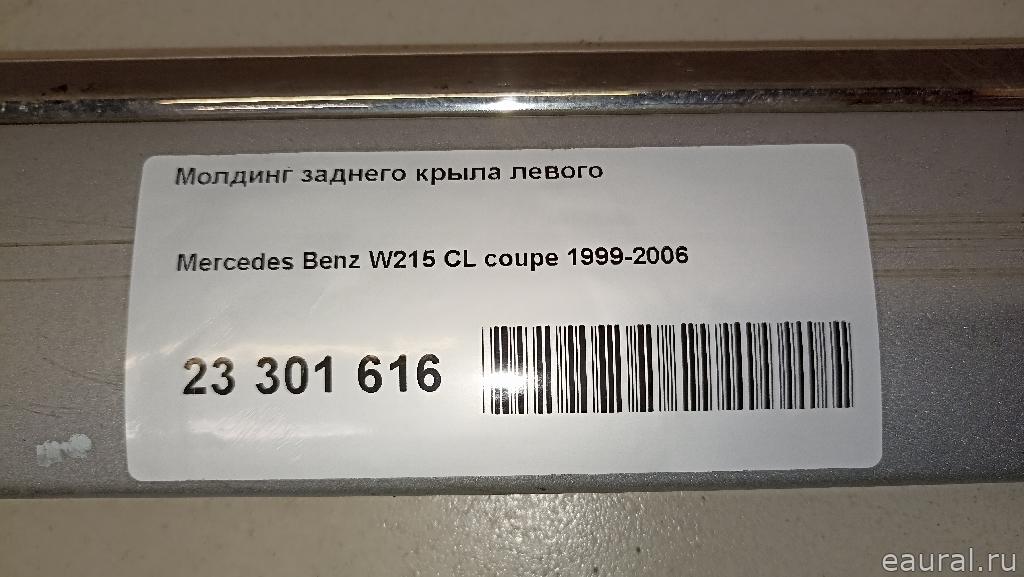 Молдинг заднего крыла левого
Mercedes Benz W215 CL coupe 1999-2006
23 301 616
eaural.ru